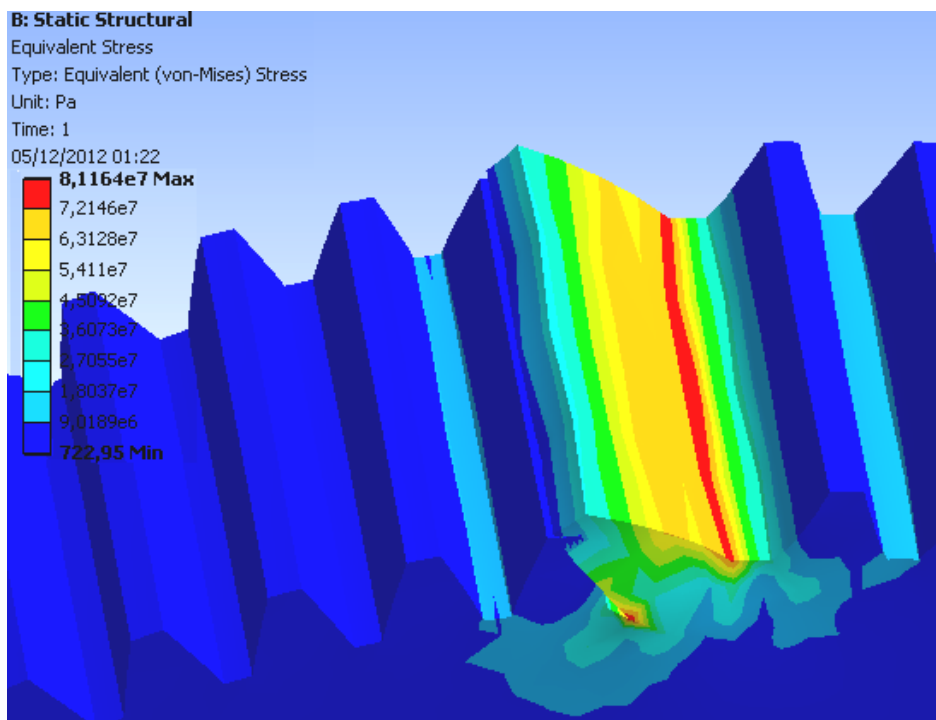 B: Static Structural
Equivalent Stress
Type: Equivalent (von-Mises) Stress
Unit: Pa
Time: 1
05/12/2012 01:22
8,1164e7 Max
7,2146e7
6,3128e7
5,411e7
4,5092e7
3,6073e7
2,7055e7
1,8037e7
9,0189e6
722,95 Min